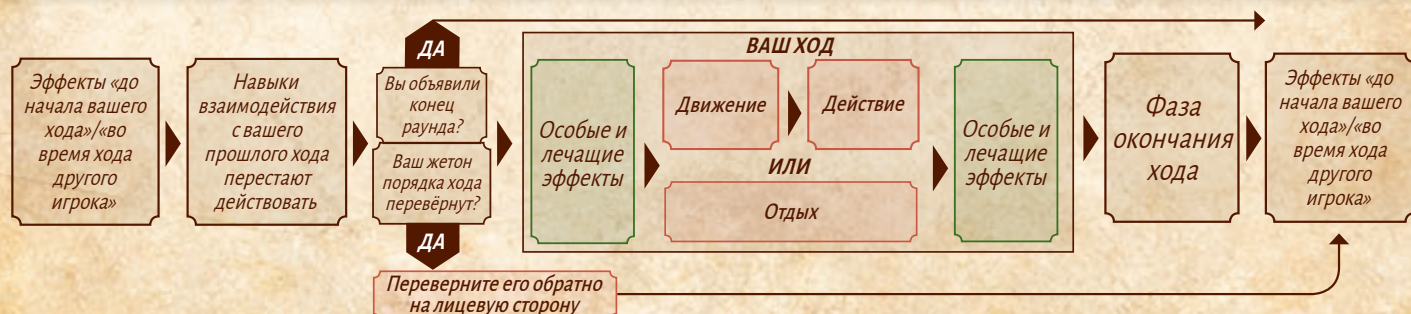 Эффекты «до
начала вашего
хода»/«во
время хода
другого
игрока»
Навыки
взаимодействия
с вашего
прошлого хода
перестают
действовать
ДА
Вы объявили
конец
раунда?
Ваш жетон
порядка хода
перевёрнут?
ДА
Переверните его обратно
на лицевую сторону
ВАШ ХОД
Особые и
лечащие
эффекты
Движение
Действие
ИЛИ
Отдых
Особые и
лечащие
эффекты
Фаза
окончания
хода
Эффекты «до
начала вашего
хода»/«во
время хода
другого
игрока»